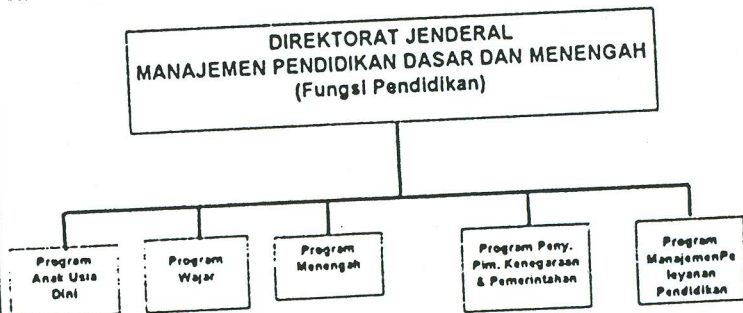 DIREKTORAT JENDERAL
MANAJEMEN PENDIDIKAN DASAR DAN MENENGAH
(Fungsi Pendidikan)
Program
Anak Usia
Dini
Program
Wajar
Program
Menengah
Program Peny.
Pim. Kenegaraan
& Pemerintahan
Program
ManajemenPe
layanan
Pendidikan